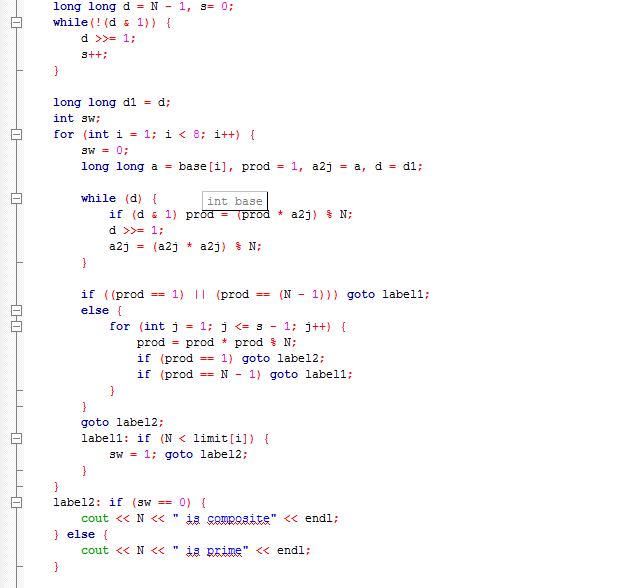 long long d = N - 1, s= 0;
while(!(d & 1)) {
d >>= 1;
s++;
}
long long d1 = d;
int sw;
for (int i = 1; i < 8; i++) {
sw = 0;
long long a = base[i], prod = 1, a2j = a, d = d1;
while (d) {
int base
if (d & 1) prod = (prod * a2j) % N;
d >>= 1;
a2j = (a2j * a2j) % N;
}
if ((prod == 1) || (prod == (N - 1))) goto label1;
else {
for (int j = 1; j <= s - 1; j++) {
prod = prod * prod % N;
if (prod == 1) goto label2;
if (prod == N - 1) goto label1;
}
}
goto label2;
label1: if (N < limit[i]) {
sw = 1; goto label2;
}
}
label2: if (sw == 0) {
cout << N << " is composite" << endl;
} else {
cout << N << " is prime" << endl;
}